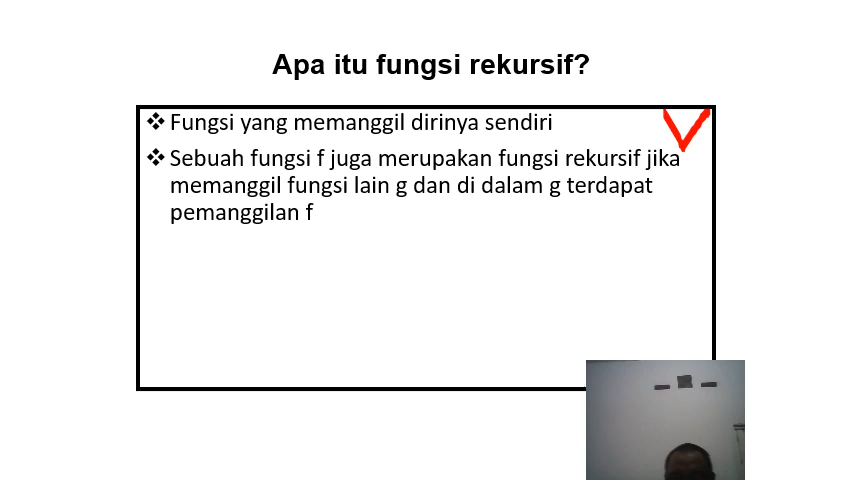 Apa itu fungsi rekursif?
❖ Fungsi yang memanggil dirinya sendiri
❖ Sebuah fungsi f juga merupakan fungsi rekursif jika
memanggil fungsi lain g dan di dalam g terdapat
pemanggilan f